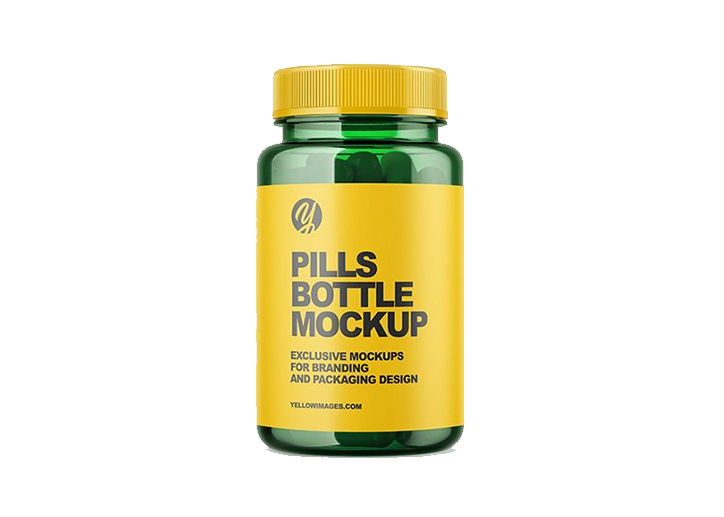 PILLS
BOTTLE
MOCKUP
EXCLUSIVE MOCKUPS
FOR BRANDING
AND PACKAGING DESIGN
YELLOWIMAGES.COM